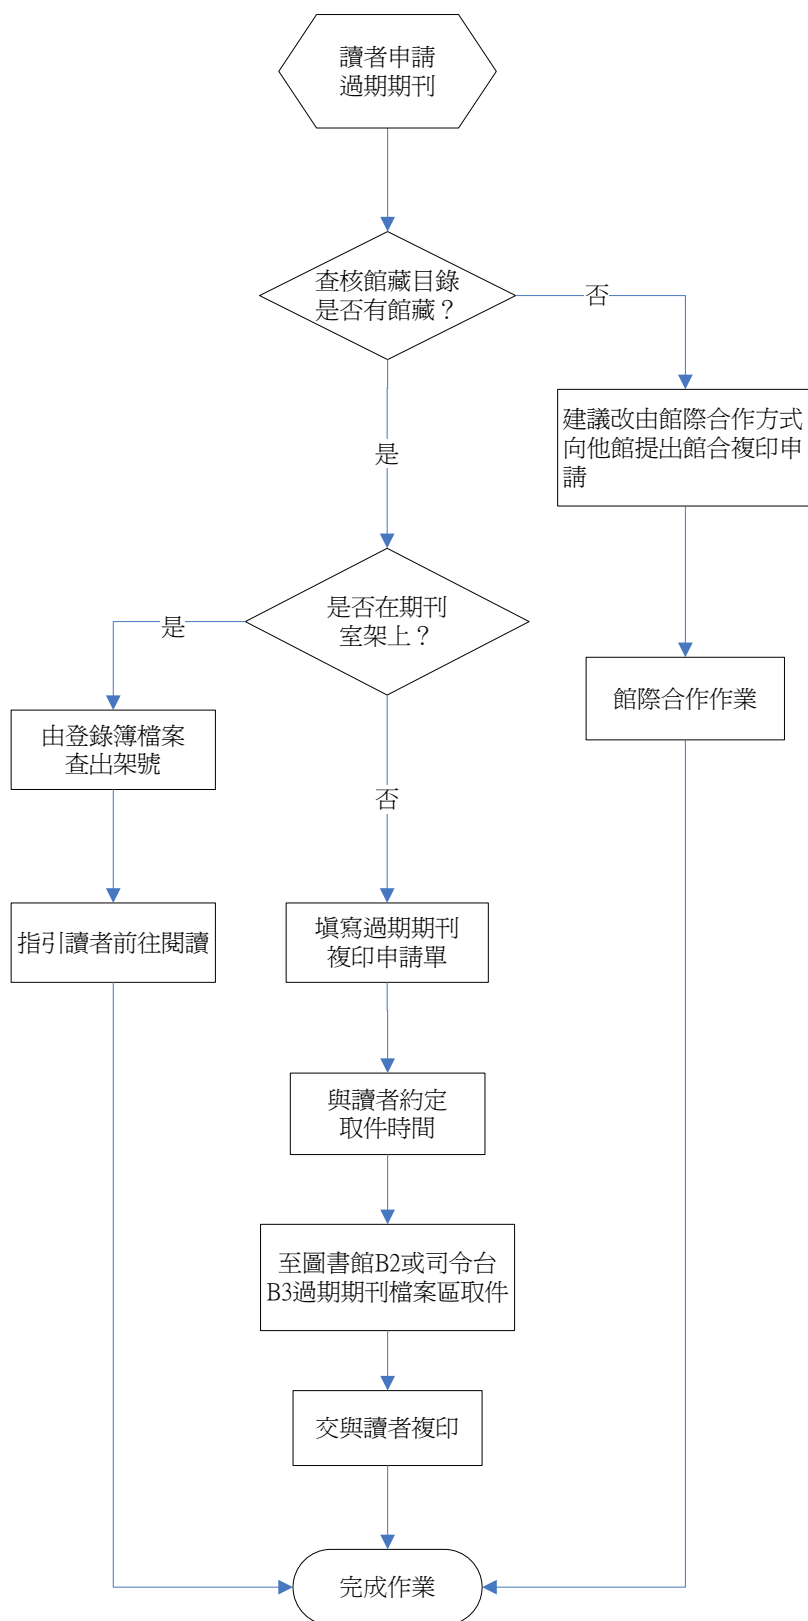 讀者申請
過期期刊
查核館藏目錄
是否有館藏？
否
是
建議改由館際合作方式
向他館提出館合複印申
請
是否在期刊
室架上？
是
館際合作作業
由登錄簿檔案
查出架號
否
指引讀者前往閱讀
填寫過期期刊
複印申請單
與讀者約定
取件時間
至圖書館B2或司令台
B3過期期刊檔案區取件
交與讀者複印
完成作業